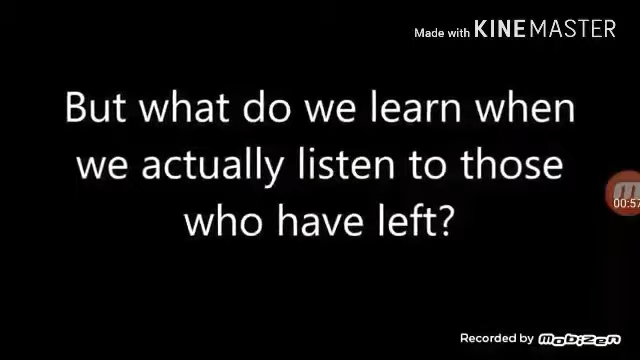 Made with KINEMASTER
But what do we learn when
we actually listen to those
who have left?
00:57
Recorded by mobizen